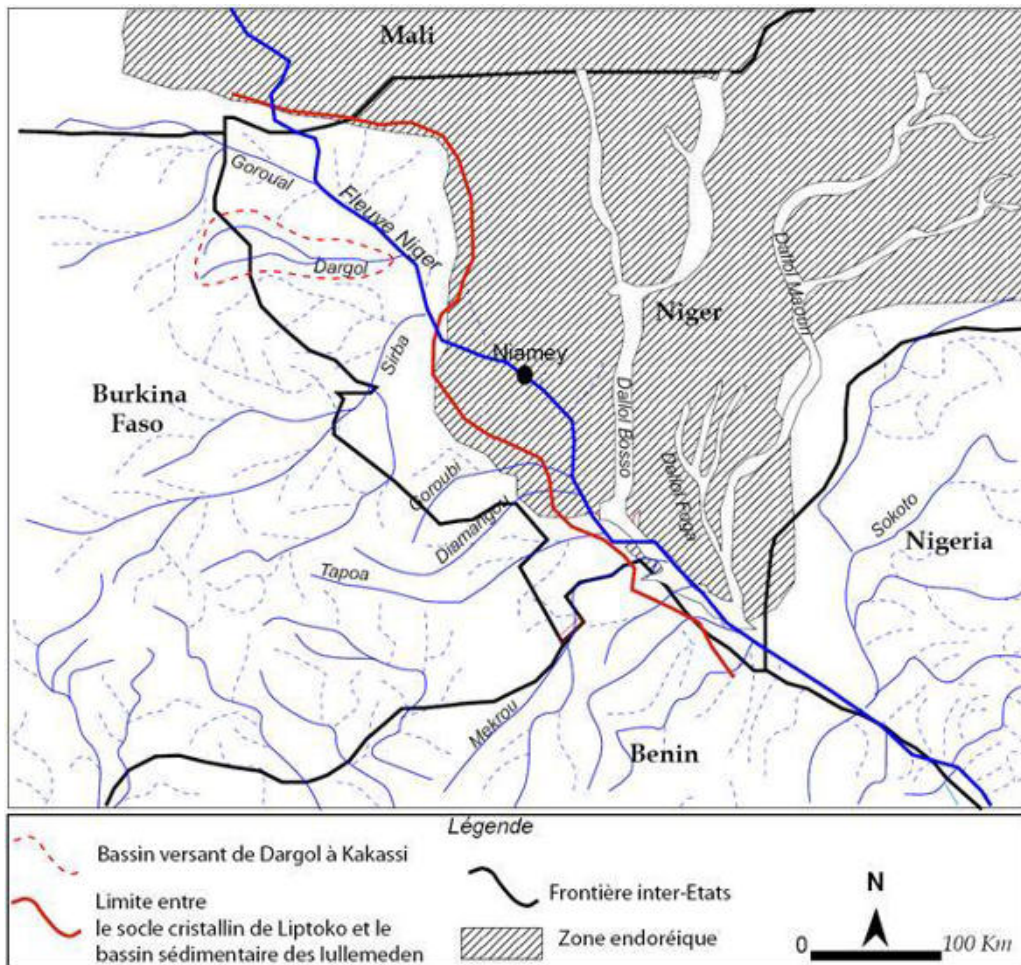 Mali
Goroual
Fleuve Niger
Dargol
Dallol Maouri
Niger
Sirba
Niamey
Burkina
Faso
Dallol Bosso
Goroubi
Dallol Foga
Sokoto
Diamangou
Nigeria
Tapoa
Mekrou
Benin
Légende
Bassin versant de Dargol à Kakassi
Limite entre
le socle cristallin de Liptoko et le
bassin sédimentaire des Iullemeden
Frontière inter-Etats
Zone endoréique
N
0 100 Km